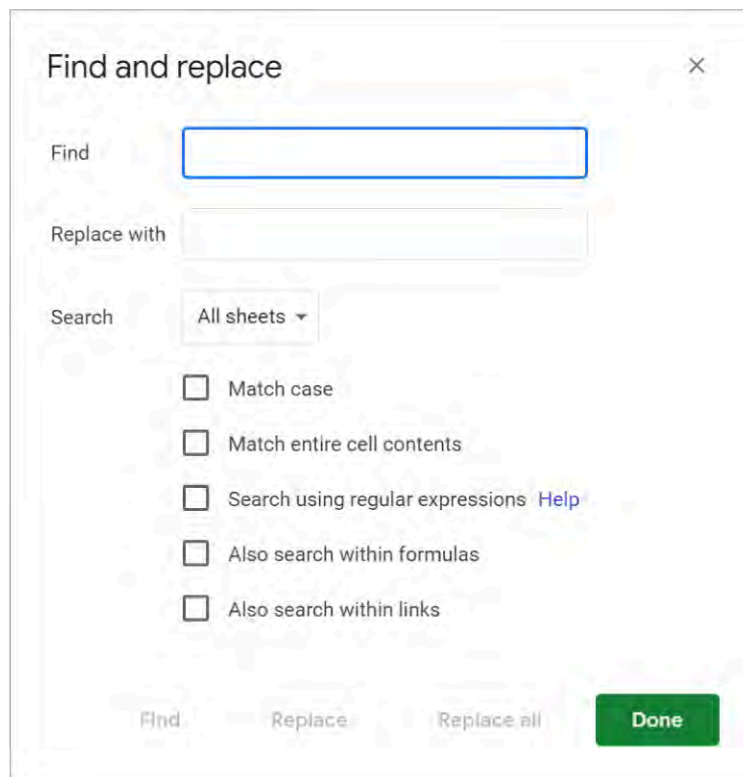 Find and replace
Find
Replace with
Search All sheets
Match case
Match entire cell contents
Search using regular expressions Help
Also search within formulas
Also search within links
Find Replace Replace all Done